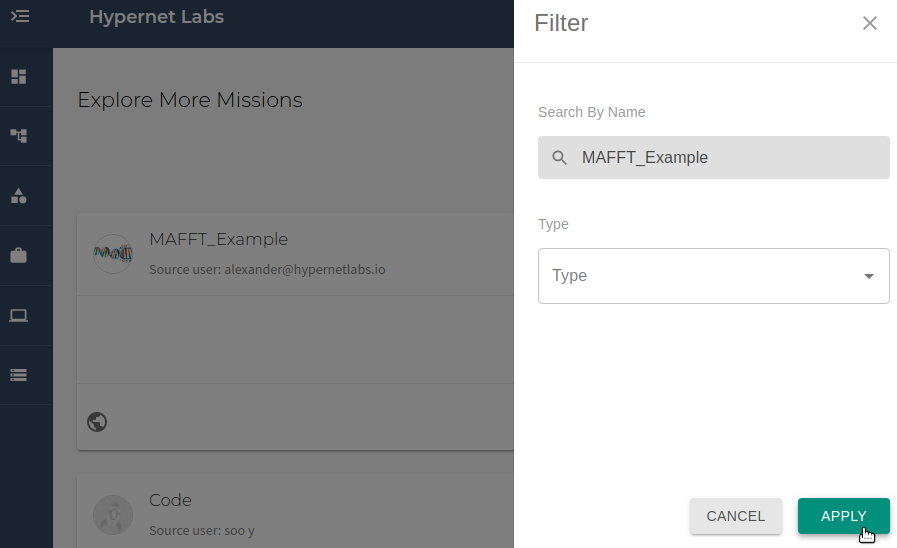 Hypernet Labs
Explore More Missions
MAFFT_Example
Source user: alexander@hypernetlabs.io
Code
Source user: soo y
Filter
Search By Name
MAFFT_Example
Type
Type
CANCEL
APPLY